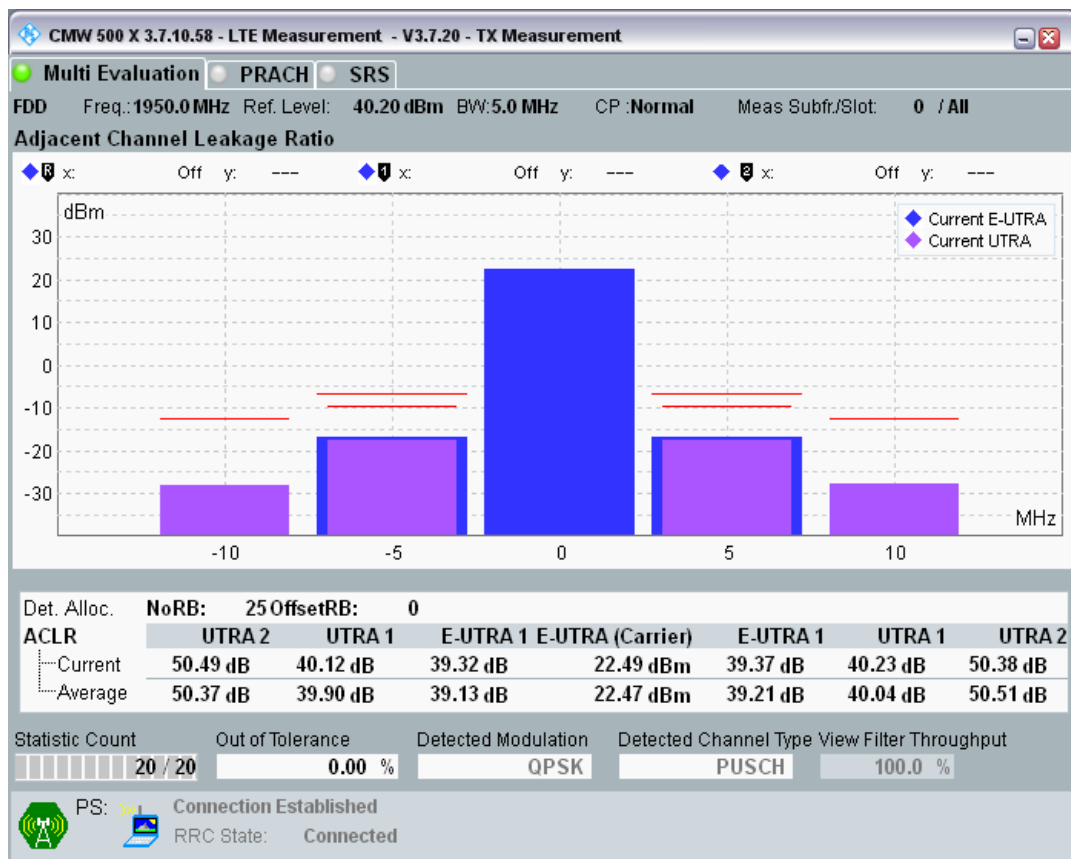 CMW 500 X 3.7.10.58 - LTE Measurement - V3.7.20 - TX Measurement
Multi Evaluation PRACH SRS
FDD Freq.:1950.0 MHz Ref. Level: 40.20 dBm BW:5.0 MHz CP :Normal Meas Subfr./Slot: 0 / All
Adjacent Channel Leakage Ratio
R x: Off y: --- 1 x: Off y: --- 2 x: Off y: ---
dBm
Current E-UTRA
Current UTRA
30
20
10
0
-10
-20
-30
MHz
-10 -5 0 5 10
Det. Alloc. NoRB: 25 OffsetRB: 0
ACLR UTRA 2 UTRA 1 E-UTRA 1 E-UTRA (Carrier) E-UTRA 1 UTRA 1 UTRA 2
Current 50.49 dB 40.12 dB 39.32 dB 22.49 dBm 39.37 dB 40.23 dB 50.38 dB
Average 50.37 dB 39.90 dB 39.13 dB 22.47 dBm 39.21 dB 40.04 dB 50.51 dB
Statistic Count Out of Tolerance Detected Modulation Detected Channel Type View Filter Throughput
20 / 20 0.00 % QPSK PUSCH 100.0 %
PS: Connection Established
RRC State: Connected